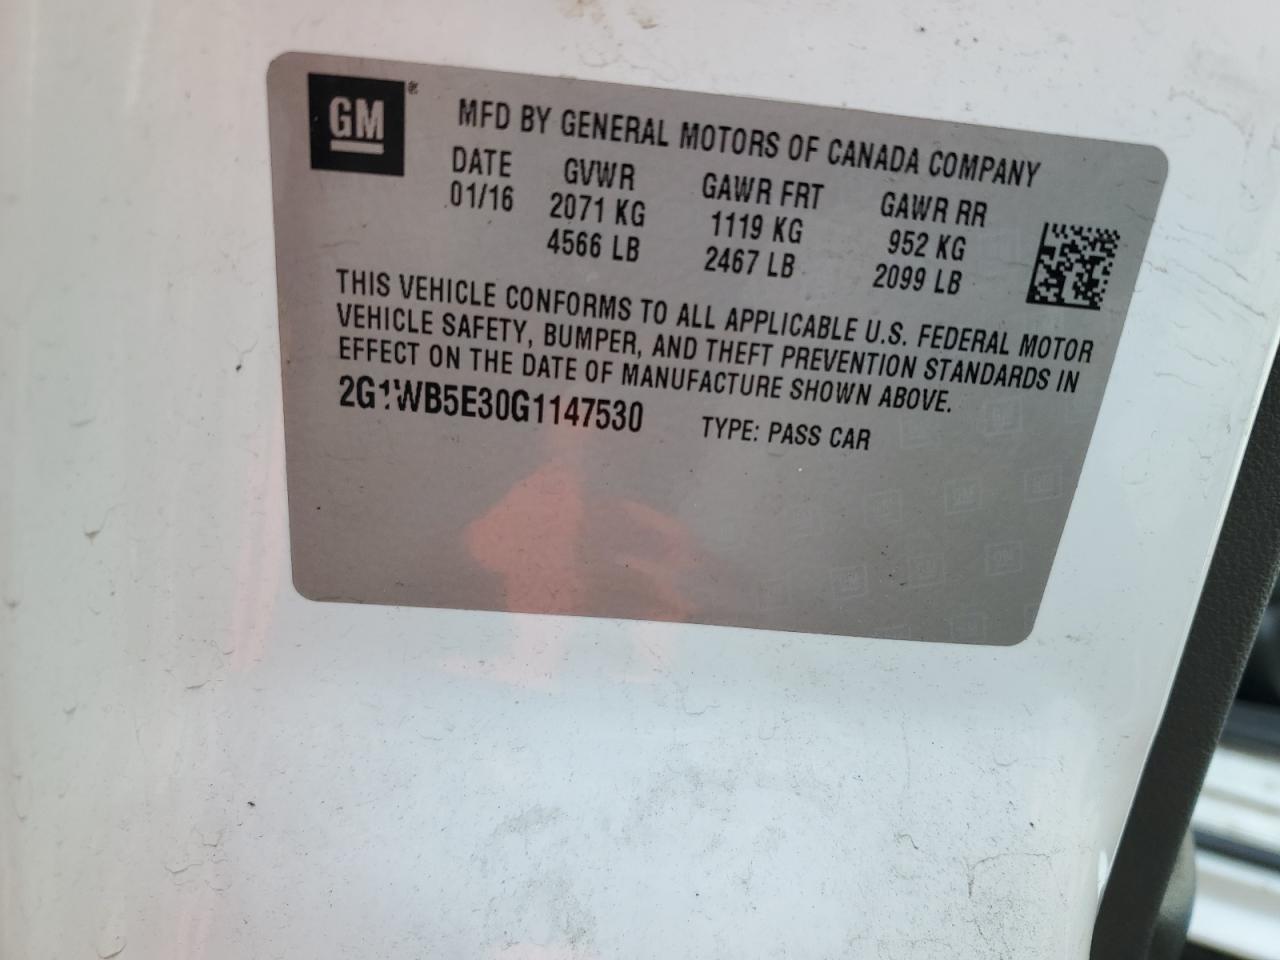 GM
MFD BY GENERAL MOTORS OF CANADA COMPANY
DATE GVWR GAWR FRT GAWR RR
01/16 2071 KG 1119 KG 952 KG
4566 LB 2467 LB 2099 LB
THIS VEHICLE CONFORMS TO ALL APPLICABLE U.S. FEDERAL MOTOR
VEHICLE SAFETY, BUMPER, AND THEFT PREVENTION STANDARDS IN
EFFECT ON THE DATE OF MANUFACTURE SHOWN ABOVE.
2G1WB5E30G1147530 TYPE: PASS CAR